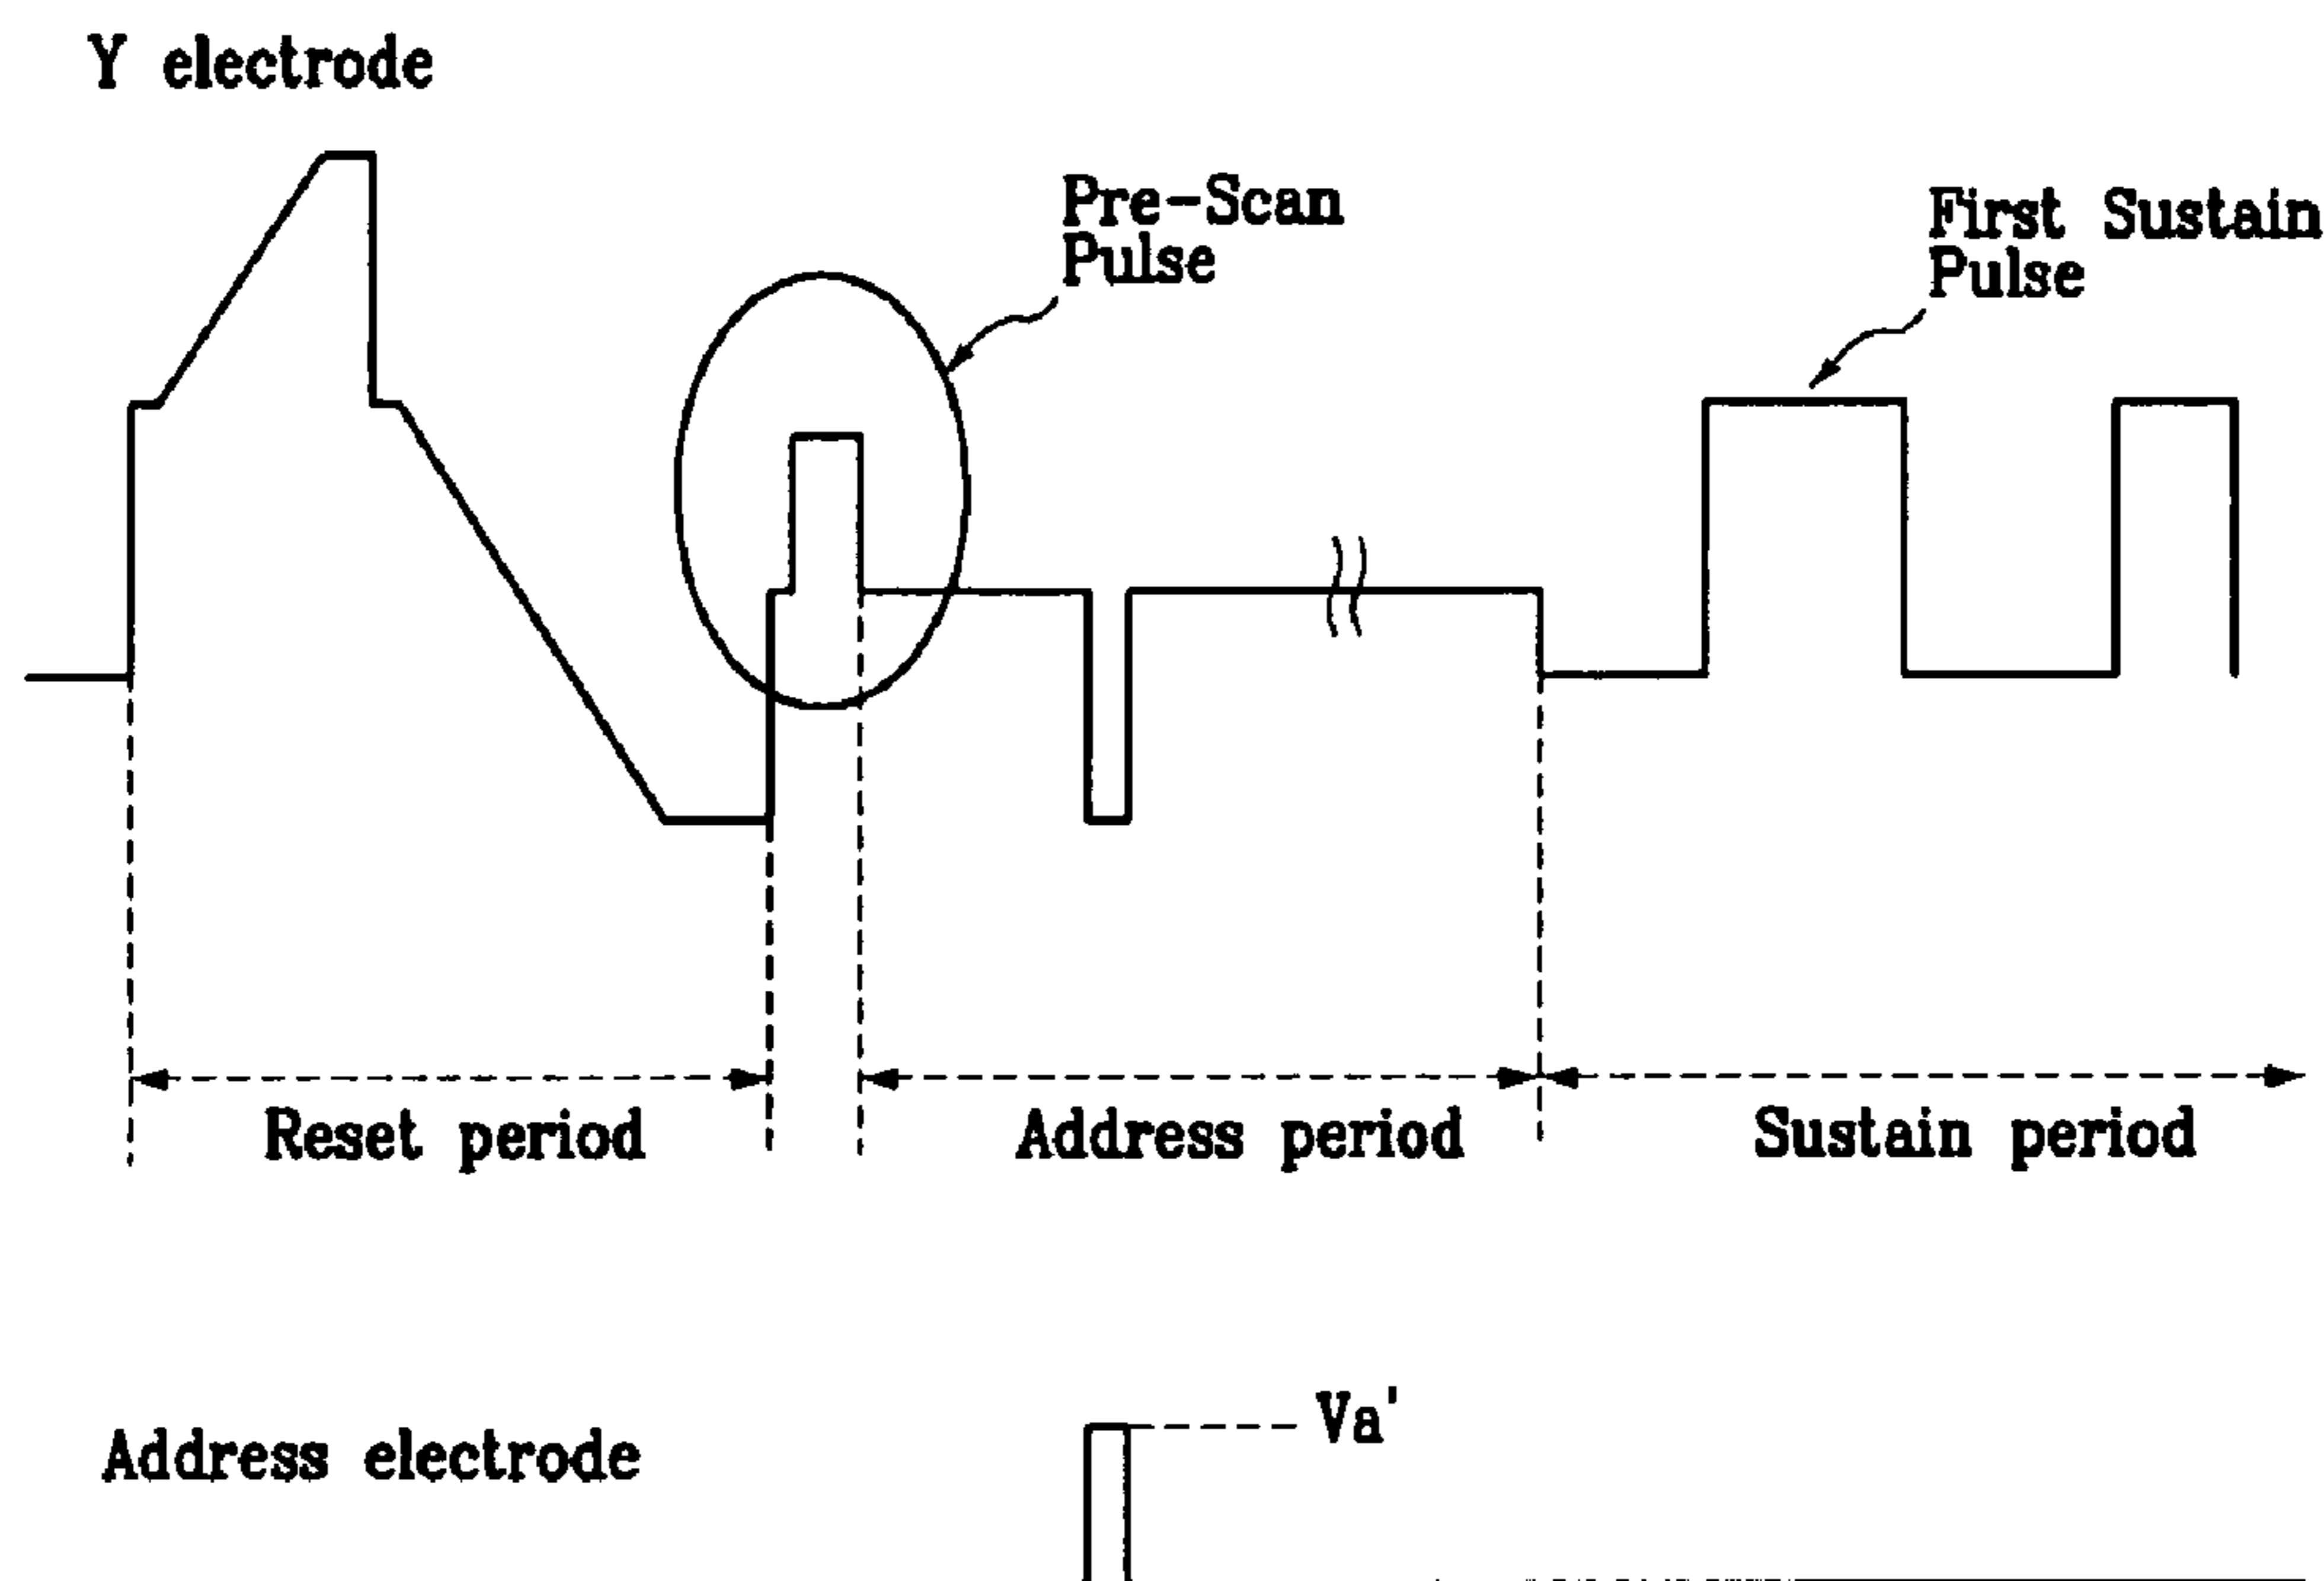 Y electrode
Pre-Scan
Pulse
First Sustain
Pulse
Reset period
Address period
Sustain period
Address electrode
Va'